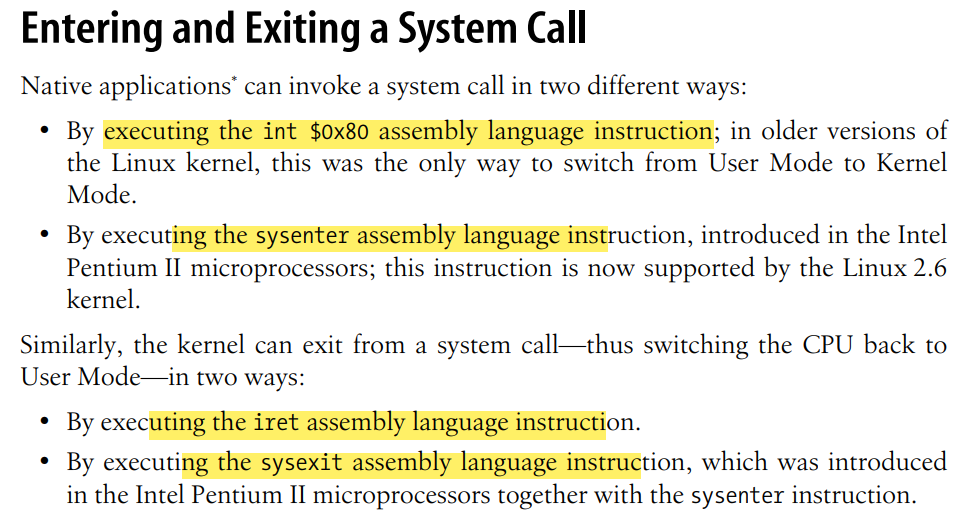 Entering and Exiting a System Call
Native applications* can invoke a system call in two different ways:
• By executing the int $0x80 assembly language instruction; in older versions of
the Linux kernel, this was the only way to switch from User Mode to Kernel
Mode.
• By executing the sysenter assembly language instruction, introduced in the Intel
Pentium II microprocessors; this instruction is now supported by the Linux 2.6
kernel.
Similarly, the kernel can exit from a system call—thus switching the CPU back to
User Mode—in two ways:
• By executing the iret assembly language instruction.
• By executing the sysexit assembly language instruction, which was introduced
in the Intel Pentium II microprocessors together with the sysenter instruction.